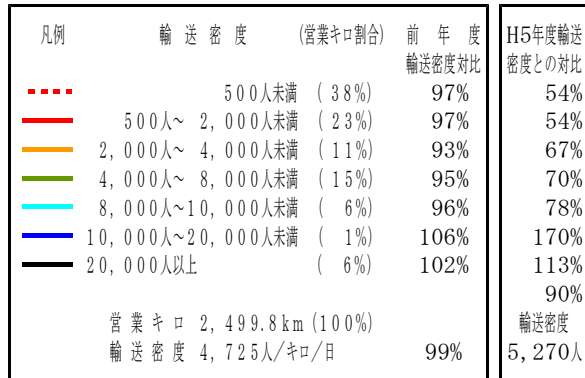 凡例 輸送密度 (営業キロ割合) 前年度 H5年度輸送
輸送密度対比 密度との対比
500人未満 (38%) 97% 54%
500人~ 2,000人未満 (23%) 97% 54%
2,000人~ 4,000人未満 (11%) 93% 67%
4,000人~ 8,000人未満 (15%) 95% 70%
8,000人~10,000人未満 ( 6%) 96% 78%
10,000人~20,000人未満 ( 1%) 106% 170%
20,000人以上 ( 6%) 102% 113%
90%
営業キロ 2,499.8km(100%) 輸送密度
輸送密度 4,725人/キロ/日 99% 5,270人